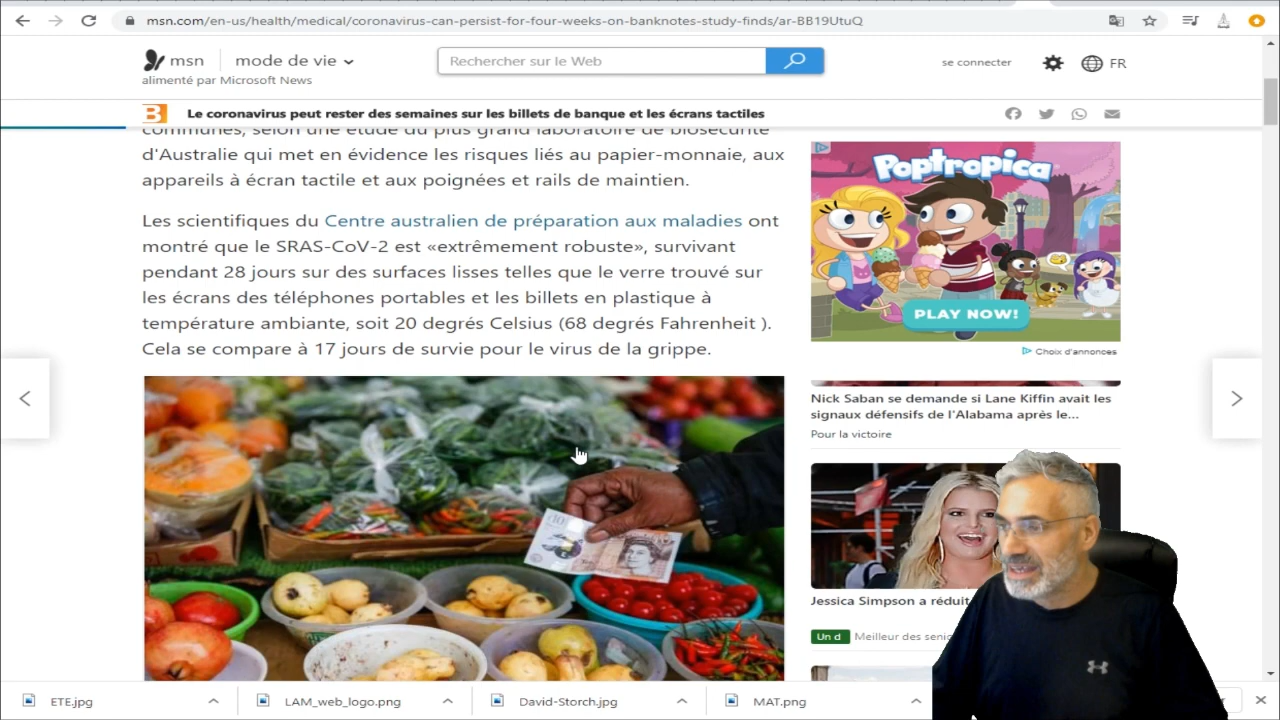 msn.com/en-us/health/medical/coronavirus-can-persist-for-four-weeks-on-banknotes-study-finds/ar-BB19UtuQ
msn
mode de vie
Rechercher sur le Web
se connecter
FR
alimenté par Microsoft News
B
Le coronavirus peut rester des semaines sur les billets de banque et les écrans tactiles
communes, selon une étude du plus grand laboratoire de biosécurité
d'Australie qui met en évidence les risques liés au papier-monnaie, aux
appareils à écran tactile et aux poignées et rails de maintien.
Les scientifiques du Centre australien de préparation aux maladies ont
montré que le SRAS-CoV-2 est «extrêmement robuste», survivant
pendant 28 jours sur des surfaces lisses telles que le verre trouvé sur
les écrans des téléphones portables et les billets en plastique à
température ambiante, soit 20 degrés Celsius (68 degrés Fahrenheit ).
Cela se compare à 17 jours de survie pour le virus de la grippe.
Poptropica
PLAY NOW!
Choix d'annonces
Nick Saban se demande si Lane Kiffin avait les
signaux défensifs de l'Alabama après le...
Pour la victoire
Jessica Simpson a réduit
Un d
Meilleur des
ETE.jpg
LAM_web_logo.png
David-Storch.jpg
MAT.png